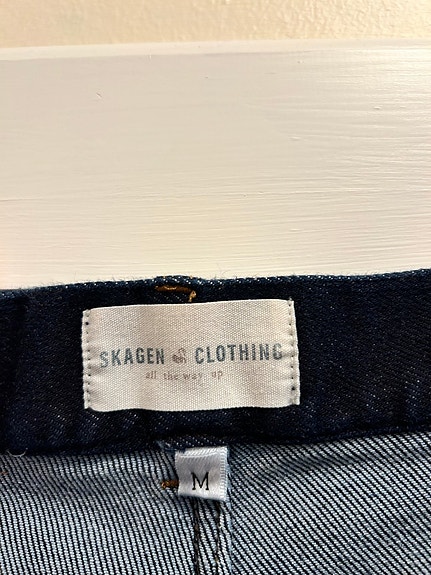 SKAGEN CLOTHING
all the way up
M